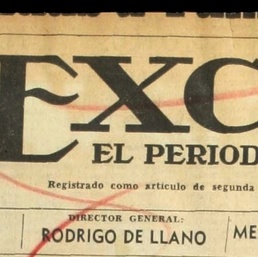 EXC
EL PERIOD
Registrado como artículo de segunda
DIRECTOR GENERAL:
RODRIGO DE LLANO
ME